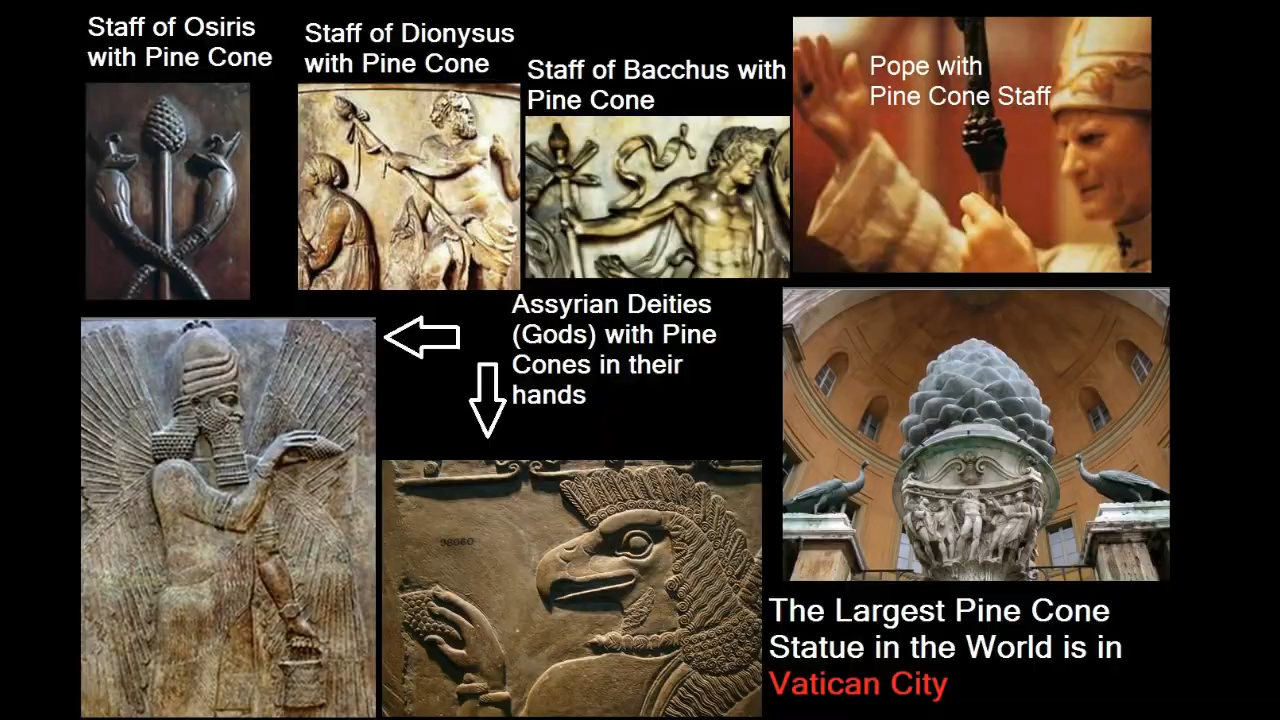 Staff of Osiris
with Pine Cone
Staff of Dionysus
with Pine Cone
Staff of Bacchus with
Pine Cone
Pope with
Pine Cone Staff
Assyrian Deities
(Gods) with Pine
Cones in their
hands
98060
The Largest Pine Cone
Statue in the World is in
Vatican City